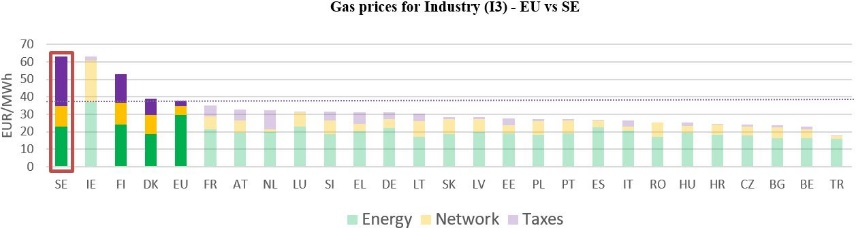 Gas prices for Industry (I3) - EU vs SE
EUR/MWh
70
60
50
40
30
20
10
0
SE IE FI DK EU FR AT NL LU SI EL DE LT SK LV EE PL PT ES IT RO HU HR CZ BG BE TR
Energy Network Taxes